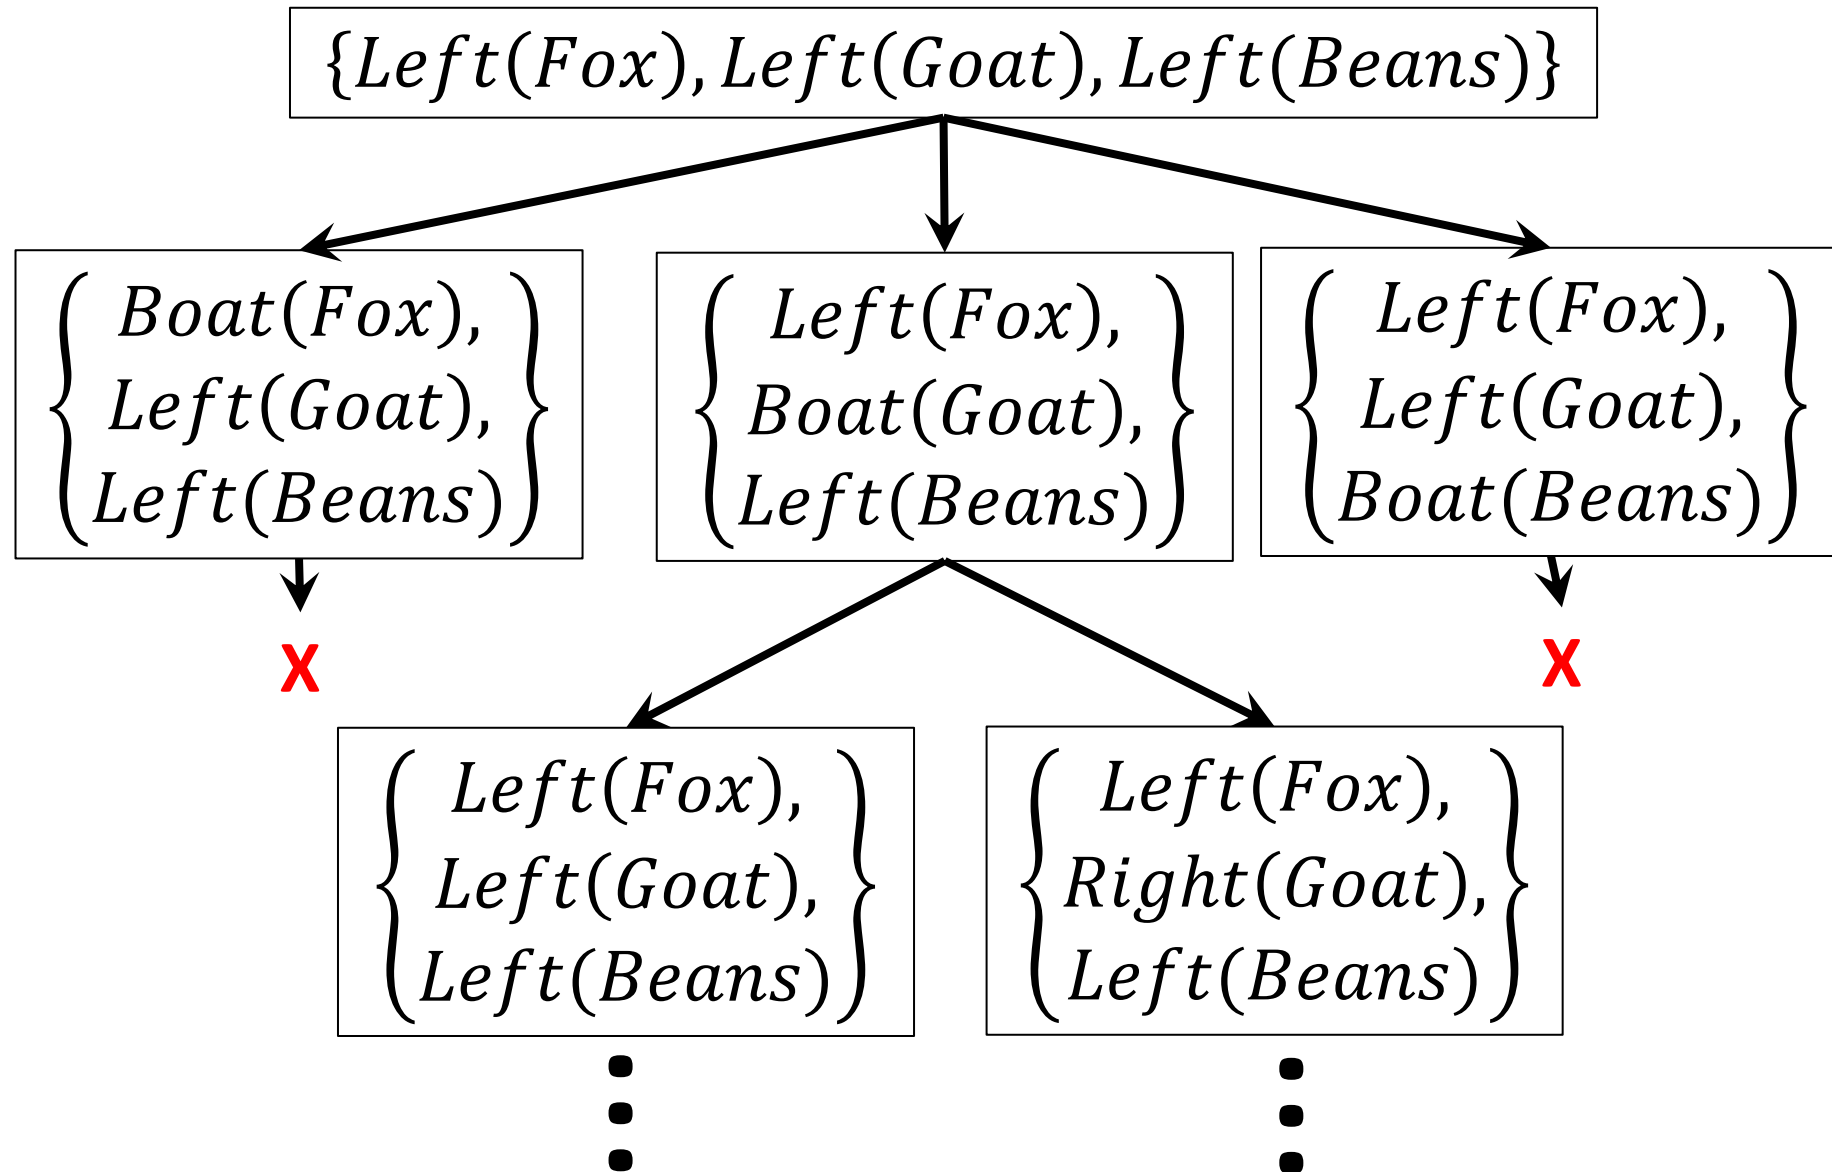 {Left(Fox), Left(Goat), Left(Beans)}
Boat(Fox),
Left(Goat),
Left(Beans)
Left(Fox),
Boat(Goat),
Left(Beans)
Left(Fox),
Left(Goat),
Boat(Beans)
X
X
Left(Fox),
Left(Goat),
Left(Beans)
Left(Fox),
Right(Goat),
Left(Beans)